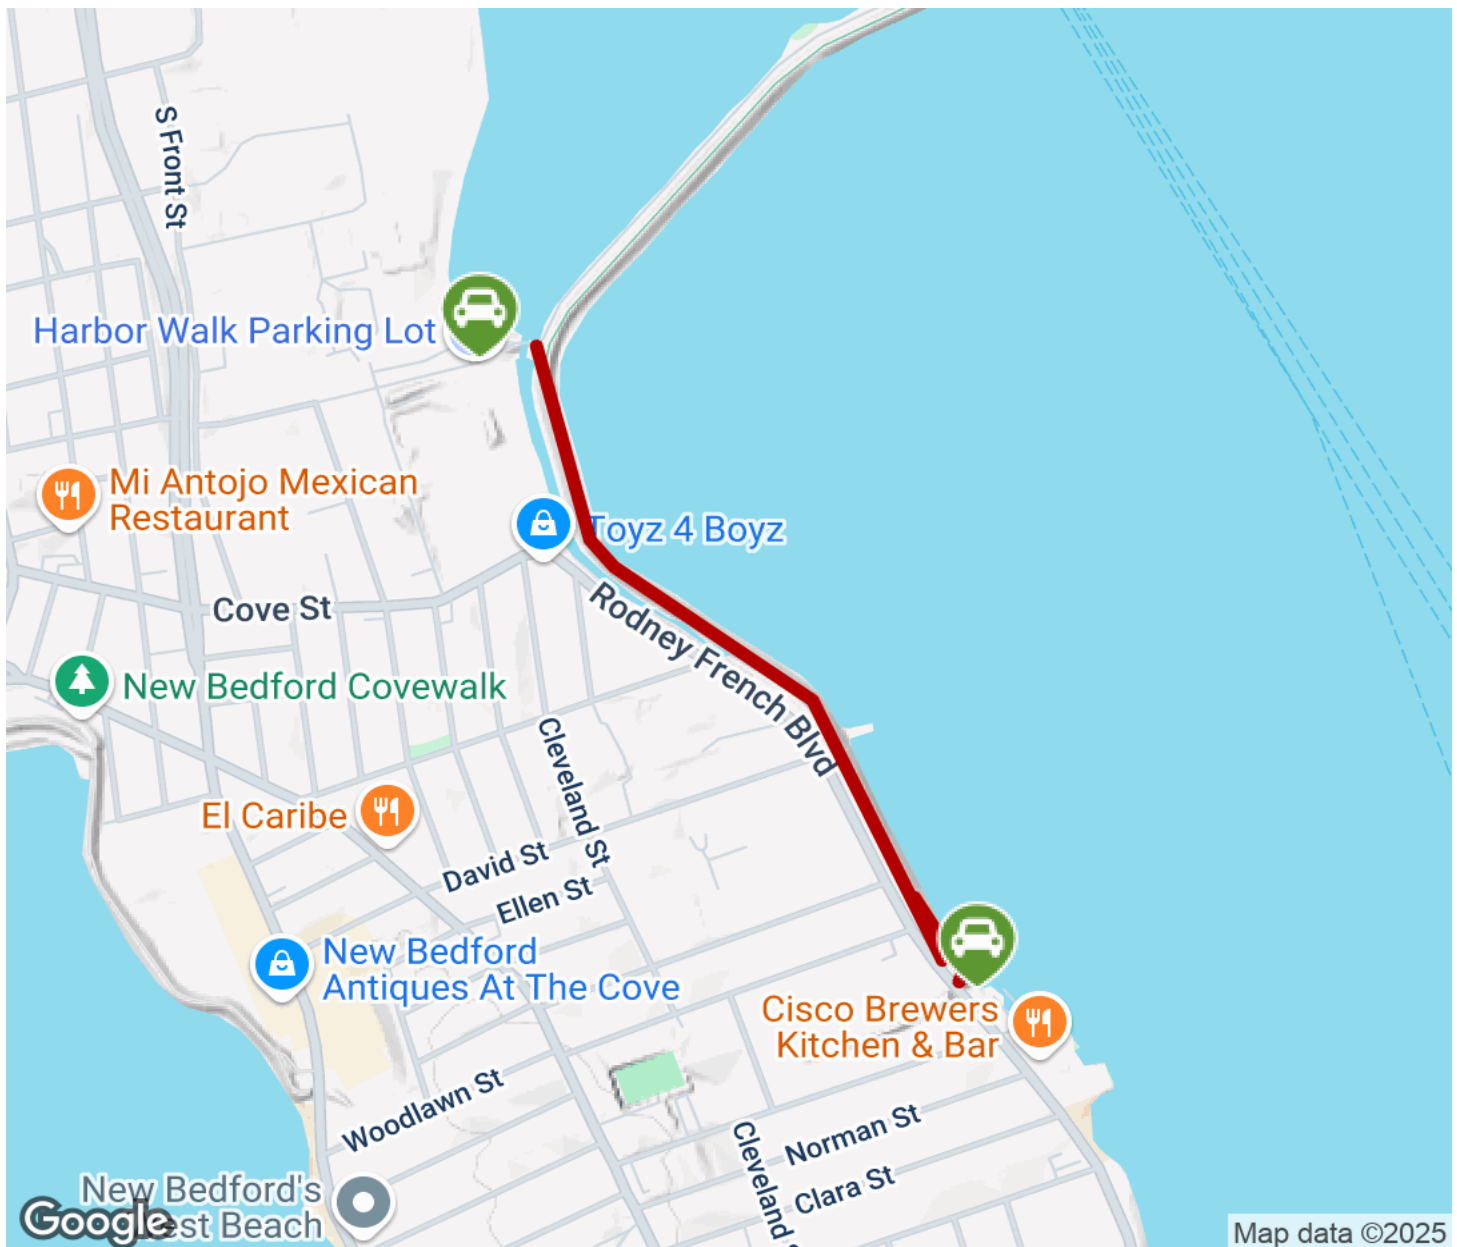 S Front St
Harbor Walk Parking Lot
Mi Antojo Mexican
Restaurant
Toyz 4 Boyz
Cove St
Rodney French Blvd
New Bedford Covewalk
Cleveland St
El Caribe
David St
Ellen St
New Bedford
Antiques At The Cove
Cisco Brewers
Kitchen & Bar
Woodlawn St
Norman St
Cleveland
Clara St
New Bedford's
Beach
Google
Map data ©2025